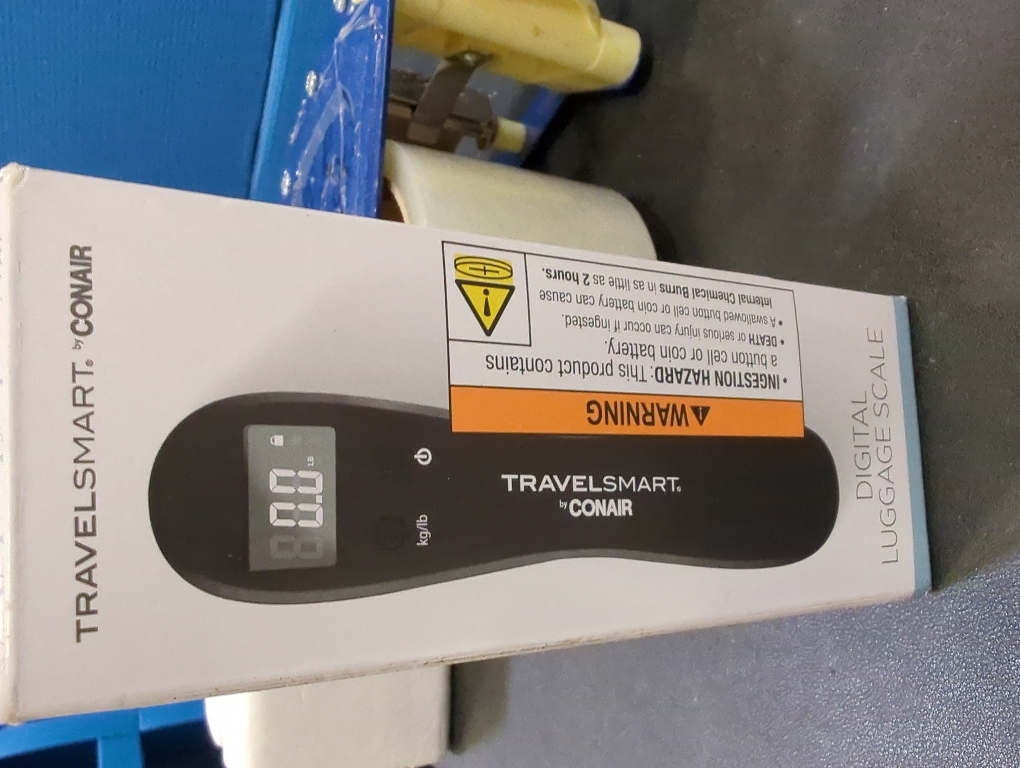 TRAVELSMART® by CONAIR
88
0.0
LB
kg/lb
TRAVELSMART®
by CONAIR
⚠WARNING
• INGESTION HAZARD: This product contains
a button cell or coin battery.
• DEATH or serious injury can occur if ingested.
• A swallowed button cell or coin battery can cause
Internal Chemical Burns in as little as 2 hours.
DIGITAL
LUGGAGE SCALE